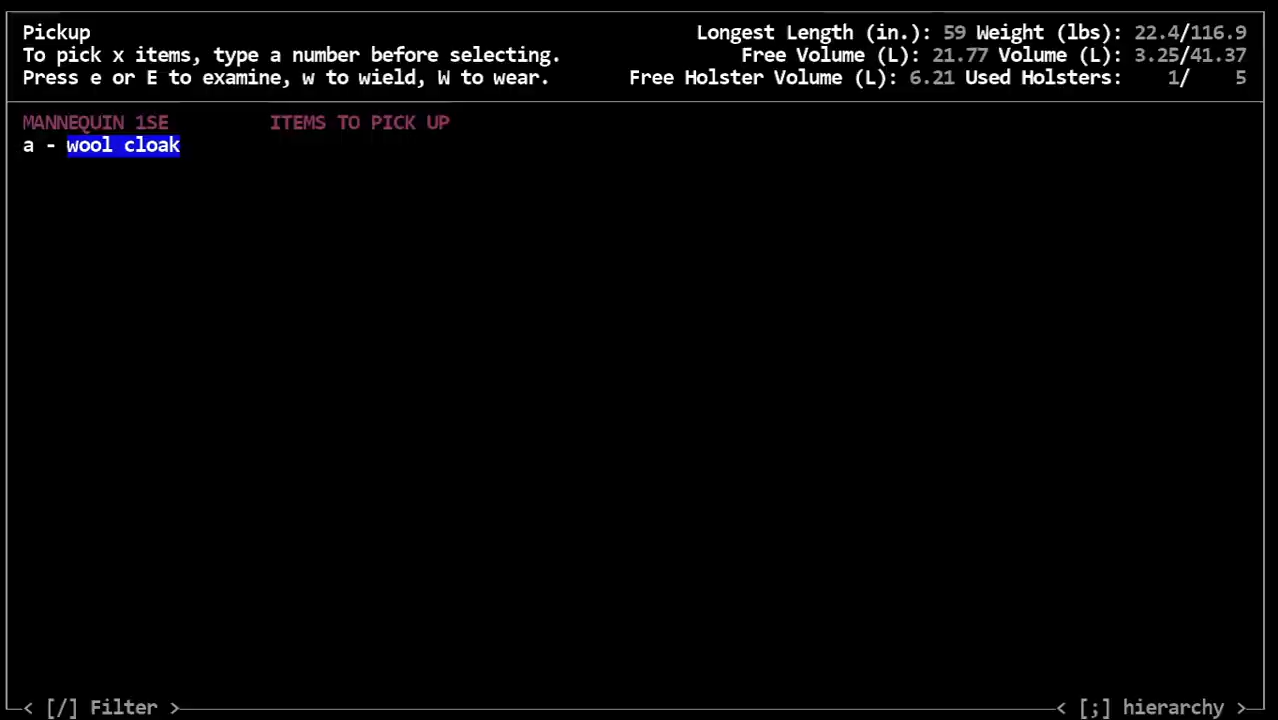 Pickup
Longest Length (in.): 59 Weight (lbs): 22.4/116.9
To pick x items, type a number before selecting.
Free Volume (L): 21.77 Volume (L): 3.25/41.37
Press e or E to examine, w to wield, W to wear.
Free Holster Volume (L): 6.21 Used Holsters: 1/ 5
MANNEQUIN 1SE ITEMS TO PICK UP
a - wool cloak
< [/] Filter >
< [;] hierarchy >